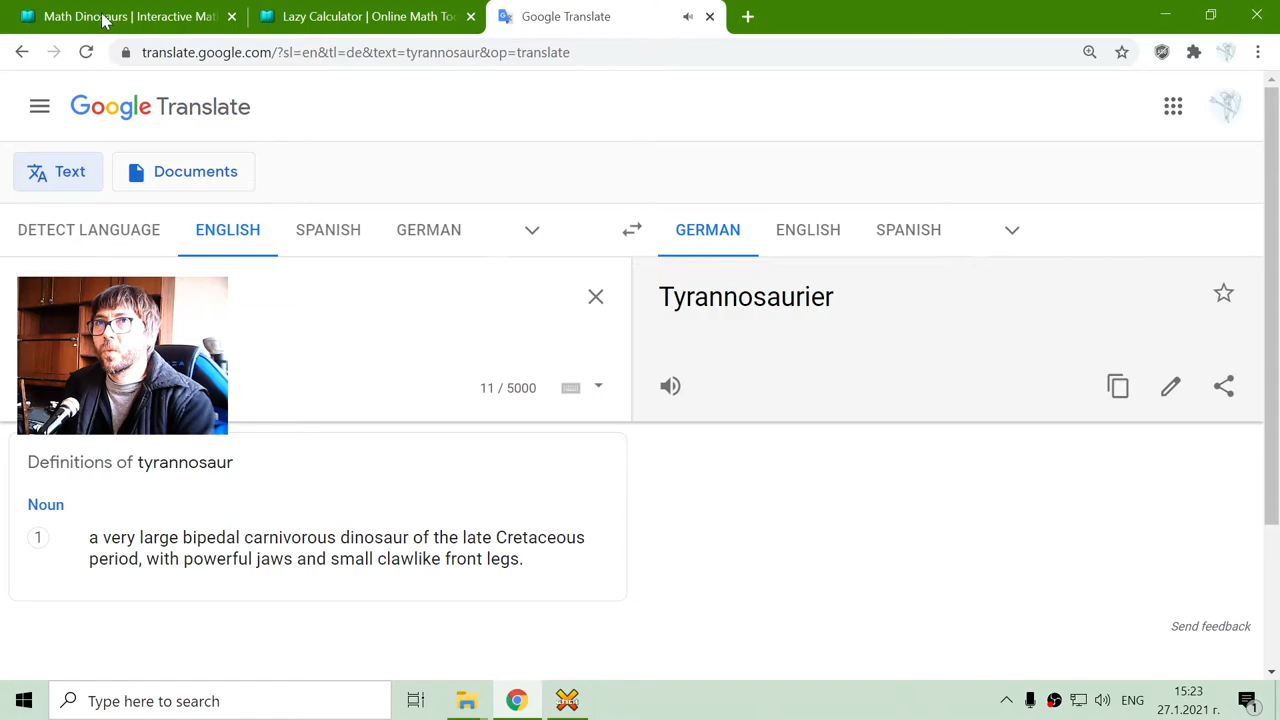 Math Dinosaurs | Interactive Mat
Lazy Calculator | Online Math Too
Google Translate
translate.google.com/?sl=en&tl=de&text=tyrannosaur&op=translate
Google Translate
Text
Documents
DETECT LANGUAGE ENGLISH SPANISH GERMAN
GERMAN ENGLISH SPANISH
Tyrannosaurier
11 / 5000
Definitions of tyrannosaur
Noun
1
a very large bipedal carnivorous dinosaur of the late Cretaceous
period, with powerful jaws and small clawlike front legs.
Send feedback
Type here to search
ЕНГ
15:23
27.1.2021 г.
1